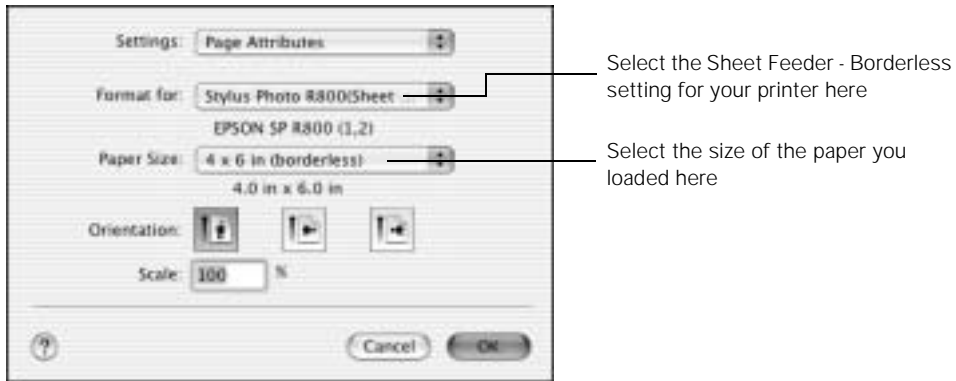 Settings: Page Attributes
Format for: Stylus Photo R800(Sheet
EPSON SP R800 (1,2)
Paper Size: 4 x 6 in (borderless)
4.0 in x 6.0 in
Orientation:
Scale: 100 %
?
Cancel OK
Select the Sheet Feeder - Borderless
setting for your printer here
Select the size of the paper you
loaded here